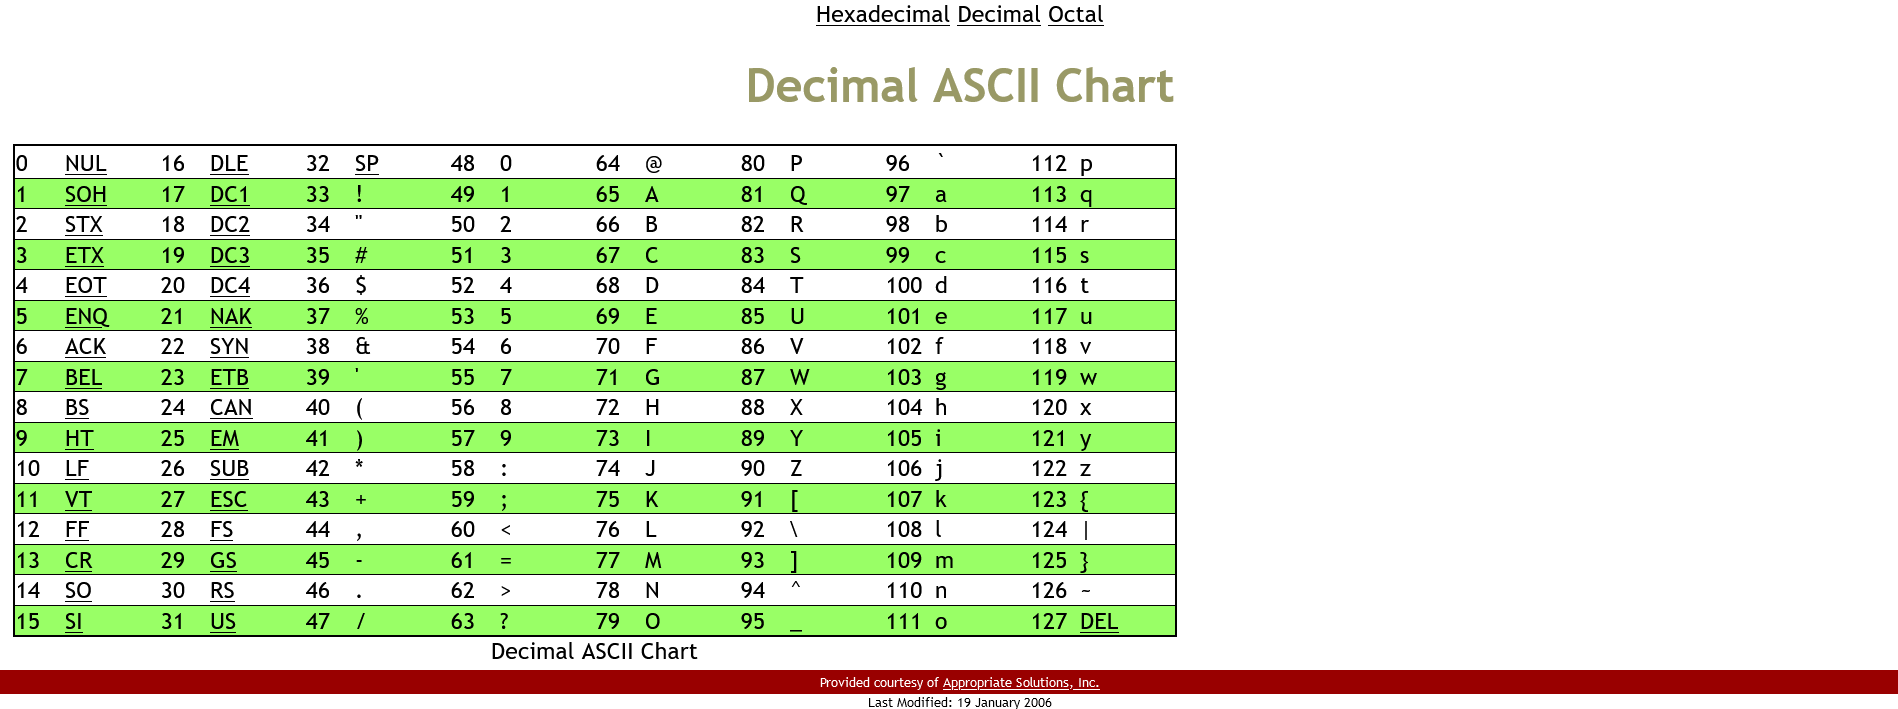 Hexadecimal Decimal Octal
Decimal ASCII Chart
0 NUL 16 DLE 32 SP 48 0 64 @ 80 P 96 ` 112 p
1 SOH 17 DC1 33 ! 49 1 65 A 81 Q 97 a 113 q
2 STX 18 DC2 34 " 50 2 66 B 82 R 98 b 114 r
3 ETX 19 DC3 35 # 51 3 67 C 83 S 99 c 115 s
4 EOT 20 DC4 36 $ 52 4 68 D 84 T 100 d 116 t
5 ENQ 21 NAK 37 % 53 5 69 E 85 U 101 e 117 u
6 ACK 22 SYN 38 & 54 6 70 F 86 V 102 f 118 v
7 BEL 23 ETB 39 ' 55 7 71 G 87 W 103 g 119 w
8 BS 24 CAN 40 ( 56 8 72 H 88 X 104 h 120 x
9 HT 25 EM 41 ) 57 9 73 I 89 Y 105 i 121 y
10 LF 26 SUB 42 * 58 : 74 J 90 Z 106 j 122 z
11 VT 27 ESC 43 + 59 ; 75 K 91 [ 107 k 123 {
12 FF 28 FS 44 , 60 < 76 L 92 \ 108 l 124 |
13 CR 29 GS 45 - 61 = 77 M 93 ] 109 m 125 }
14 SO 30 RS 46 . 62 > 78 N 94 ^ 110 n 126 ~
15 SI 31 US 47 / 63 ? 79 O 95 _ 111 o 127 DEL
Decimal ASCII Chart
Provided courtesy of Appropriate Solutions, Inc.
Last Modified: 19 January 2006